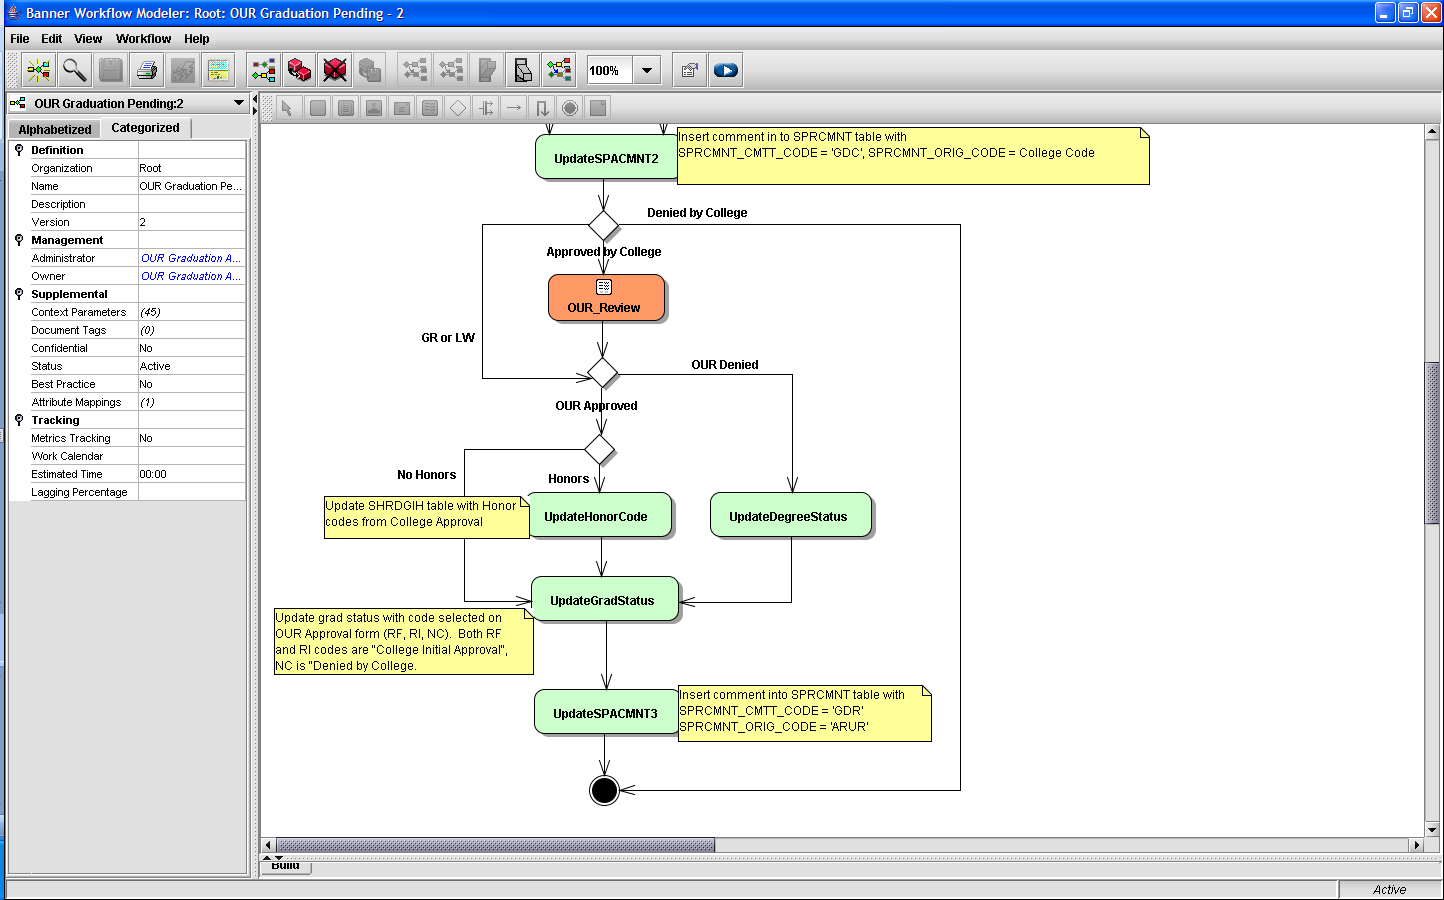 Banner Workflow Modeler: Root: OUR Graduation Pending - 2
File Edit View Workflow Help
100%
OUR Graduation Pending:2
Alphabetized Categorized
Definition
Organization Root
Name OUR Graduation Pe...
Description
Version 2
Management
Administrator OUR Graduation A...
Owner OUR Graduation A...
Supplemental
Context Parameters (45)
Document Tags (0)
Confidential No
Status Active
Best Practice No
Attribute Mappings (1)
Tracking
Metrics Tracking No
Work Calendar
Estimated Time 00:00
Lagging Percentage
UpdateSPACMNT2
Insert comment in to SPRCMNT table with
SPRCMNT_CMTT_CODE = 'GDC', SPRCMNT_ORIG_CODE = College Code
Denied by College
Approved by College
OUR_Review
GR or LW
OUR Denied
OUR Approved
No Honors
Honors
Update SHRDGIH table with Honor
codes from College Approval
UpdateHonorCode
UpdateDegreeStatus
UpdateGradStatus
Update grad status with code selected on
OUR Approval form (RF, RI, NC).  Both RF
and RI codes are "College Initial Approval",
NC is "Denied by College.
UpdateSPACMNT3
Insert comment into SPRCMNT table with
SPRCMNT_CMTT_CODE = 'GDR'
SPRCMNT_ORIG_CODE = 'ARUR'
Build
Active